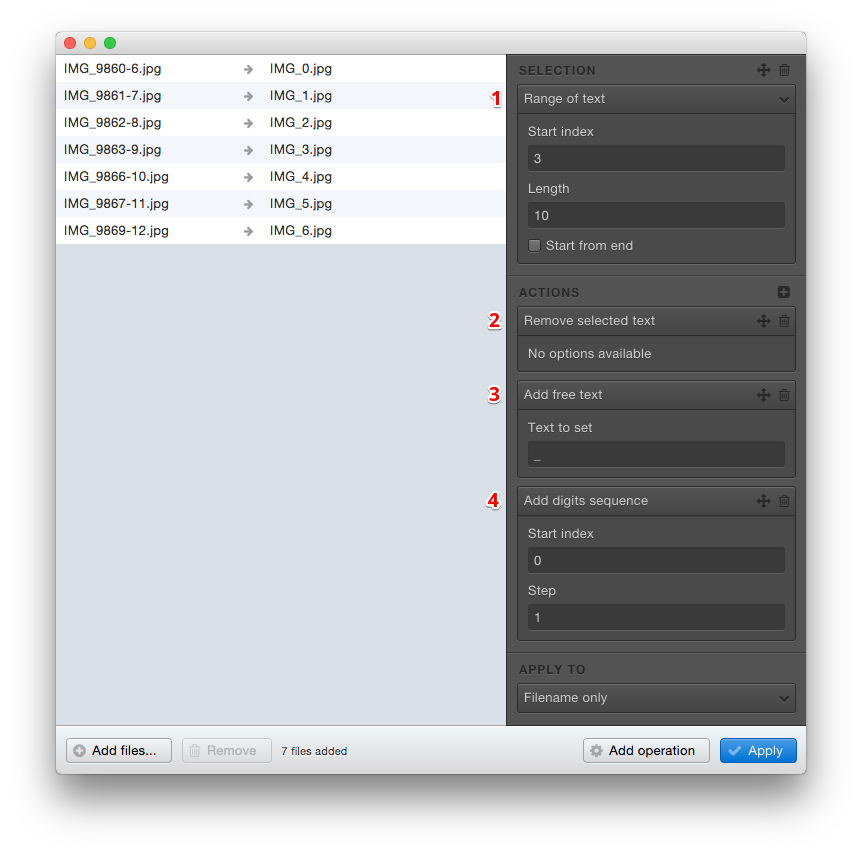 IMG_9860-6.jpg IMG_0.jpg
IMG_9861-7.jpg IMG_1.jpg
IMG_9862-8.jpg IMG_2.jpg
IMG_9863-9.jpg IMG_3.jpg
IMG_9866-10.jpg IMG_4.jpg
IMG_9867-11.jpg IMG_5.jpg
IMG_9869-12.jpg IMG_6.jpg
SELECTION
1 Range of text
Start index
3
Length
10
Start from end
ACTIONS
2 Remove selected text
No options available
3 Add free text
Text to set
_
4 Add digits sequence
Start index
0
Step
1
APPLY TO
Filename only
Add files... Remove 7 files added Add operation Apply